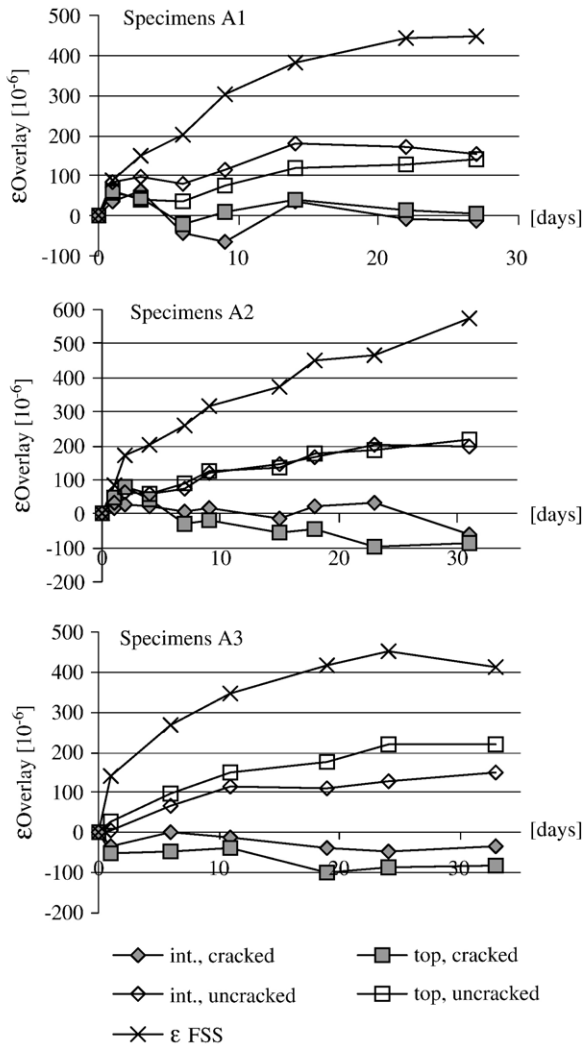 Specimens A1
500
400
300
200
100
0
-100
εOverlay [10-6]
0
10
20
30
[days]
Specimens A2
600
500
400
300
200
100
0
-100
-200
εOverlay [10-6]
0
10
20
30
[days]
Specimens A3
500
400
300
200
100
0
-100
-200
εOverlay [10-6]
0
10
20
30
[days]
int., cracked
top, cracked
int., uncracked
top, uncracked
ε FSS